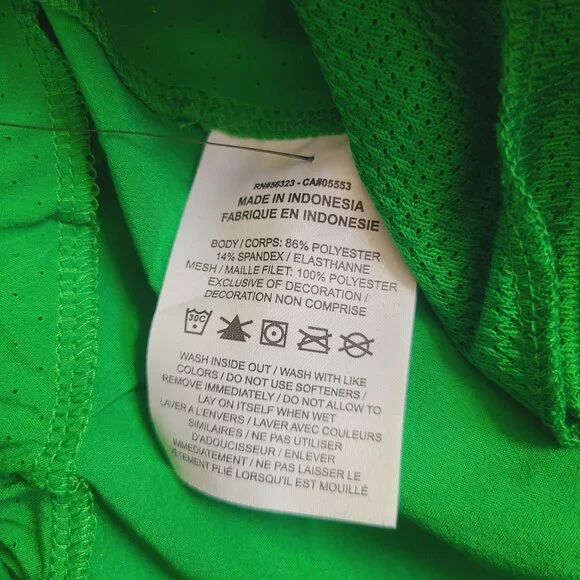 RN#56323 - CA#05553
MADE IN INDONESIA
FABRIQUE EN INDONESIE
BODY / CORPS: 86% POLYESTER
14% SPANDEX / ELASTHANNE
MESH / MAILLE FILET: 100% POLYESTER
EXCLUSIVE OF DECORATION /
DECORATION NON COMPRISE
30C
WASH INSIDE OUT / WASH WITH LIKE
COLORS / DO NOT USE SOFTENERS /
REMOVE IMMEDIATELY / DO NOT ALLOW TO
LAY ON ITSELF WHEN WET
LAVER A L'ENVERS / LAVER AVEC COULEURS
SIMILAIRES / NE PAS UTILISER
D'ADOUCISSEUR / ENLEVER
IMMEDIATEMENT / NE PAS LAISSER LE
VETEMENT PLIÉ LORSQU'IL EST MOUILLÉ